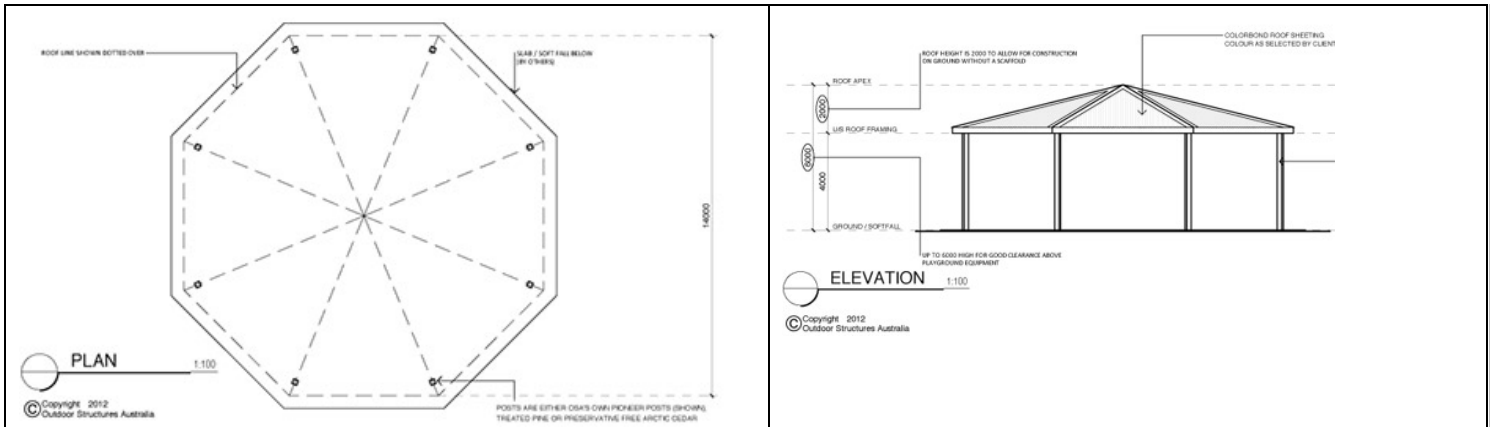 ROOF LINE SHOWN DOTTED OVER
SLAB / SOFT FALL BELOW
(BY OTHERS)
14000
PLAN
1:100
© Copyright 2012
Outdoor Structures Australia
POSTS ARE EITHER OSA'S OWN PIONEER POSTS (SHOWN),
TREATED PINE OR PRESERVATIVE FREE ARCTIC CEDAR
COLORBOND ROOF SHEETING
COLOUR AS SELECTED BY CLIENT
ROOF HEIGHT IS 2000 TO ALLOW FOR CONSTRUCTION
ON GROUND WITHOUT A SCAFFOLD
ROOF APEX
2000
U/S ROOF FRAMING
6000
4000
GROUND / SOFTFALL
UP TO 6000 HIGH FOR GOOD CLEARANCE ABOVE
PLAYGROUND EQUIPMENT
ELEVATION
1:100
© Copyright 2012
Outdoor Structures Australia